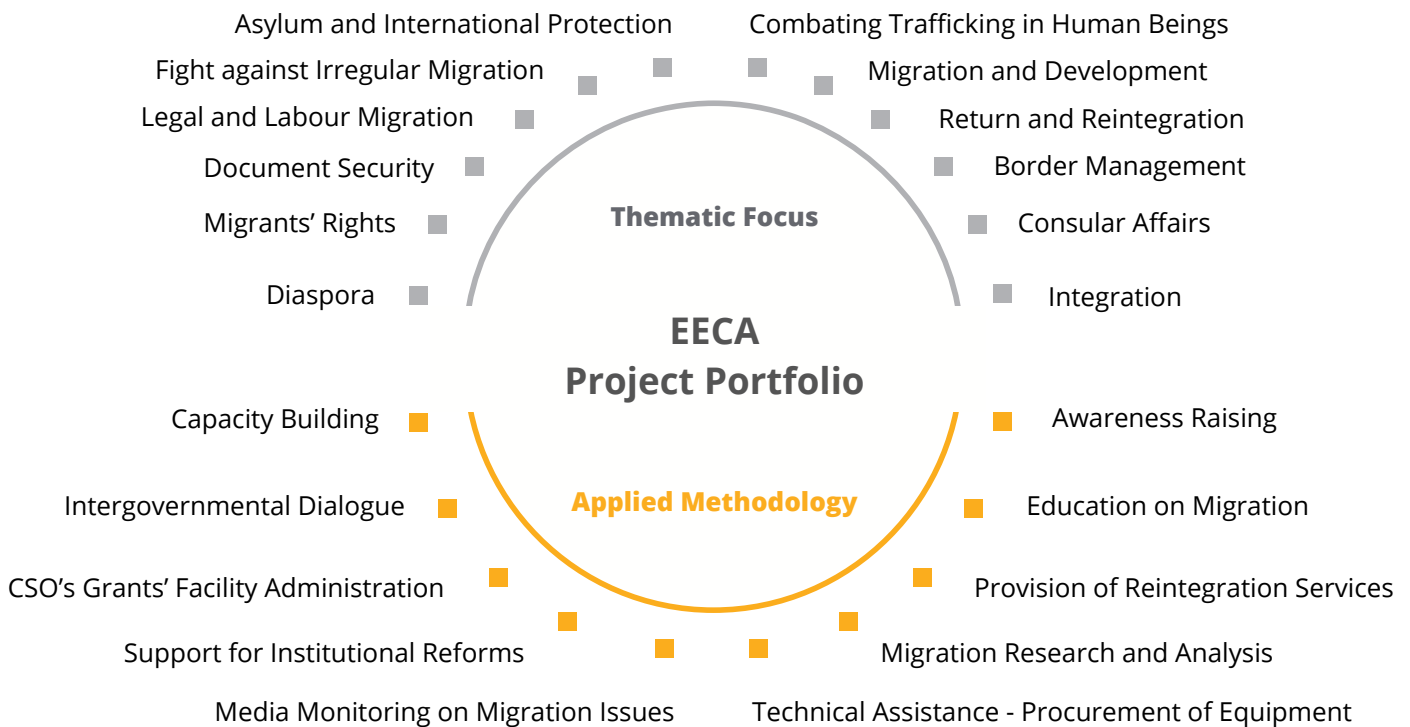 Asylum and International Protection
Combating Trafficking in Human Beings
Fight against Irregular Migration
Migration and Development
Legal and Labour Migration
Return and Reintegration
Document Security
Border Management
Migrants’ Rights
Thematic Focus
Consular Affairs
Diaspora
Integration
EECA
Project Portfolio
Capacity Building
Awareness Raising
Intergovernmental Dialogue
Applied Methodology
Education on Migration
CSO’s Grants’ Facility Administration
Provision of Reintegration Services
Support for Institutional Reforms
Migration Research and Analysis
Media Monitoring on Migration Issues
Technical Assistance - Procurement of Equipment